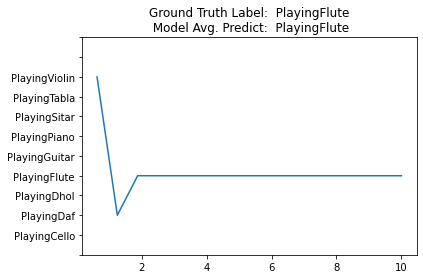 Ground Truth Label:  PlayingFlute
Model Avg. Predict:  PlayingFlute
PlayingViolin
PlayingTabla
PlayingSitar
PlayingPiano
PlayingGuitar
PlayingFlute
PlayingDhol
PlayingDaf
PlayingCello
2 4 6 8 10